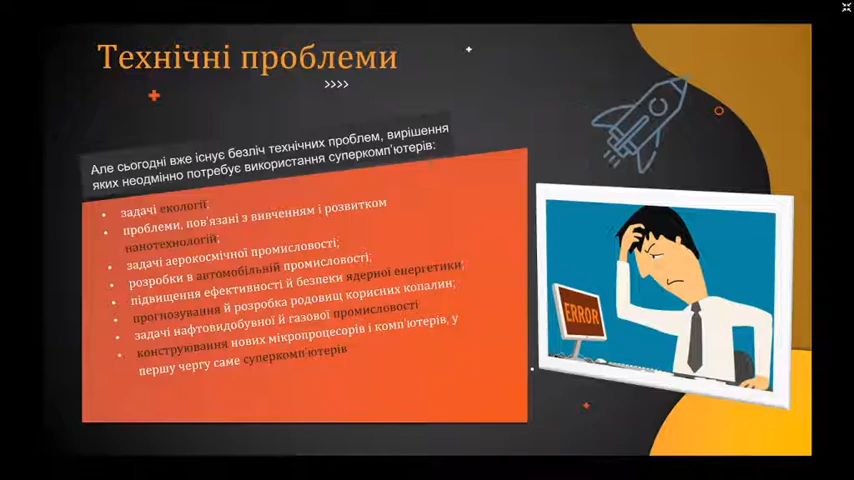 Технічні проблеми
Але сьогодні вже існує безліч технічних проблем, вирішення
яких неодмінно потребує використання суперкомп'ютерів:
задачі екології;
проблеми, пов'язані з вивченням і розвитком
нанотехнологій;
задачі аерокосмічної промисловості;
розробки в автомобільній промисловості;
підвищення ефективності й безпеки ядерної енергетики;
прогнозування й розробка родовищ корисних копалин;
задачі нафтовидобувної й газової промисловості
конструювання нових мікропроцесорів і комп'ютерів, у
першу чергу саме суперкомп'ютерів
ERROR